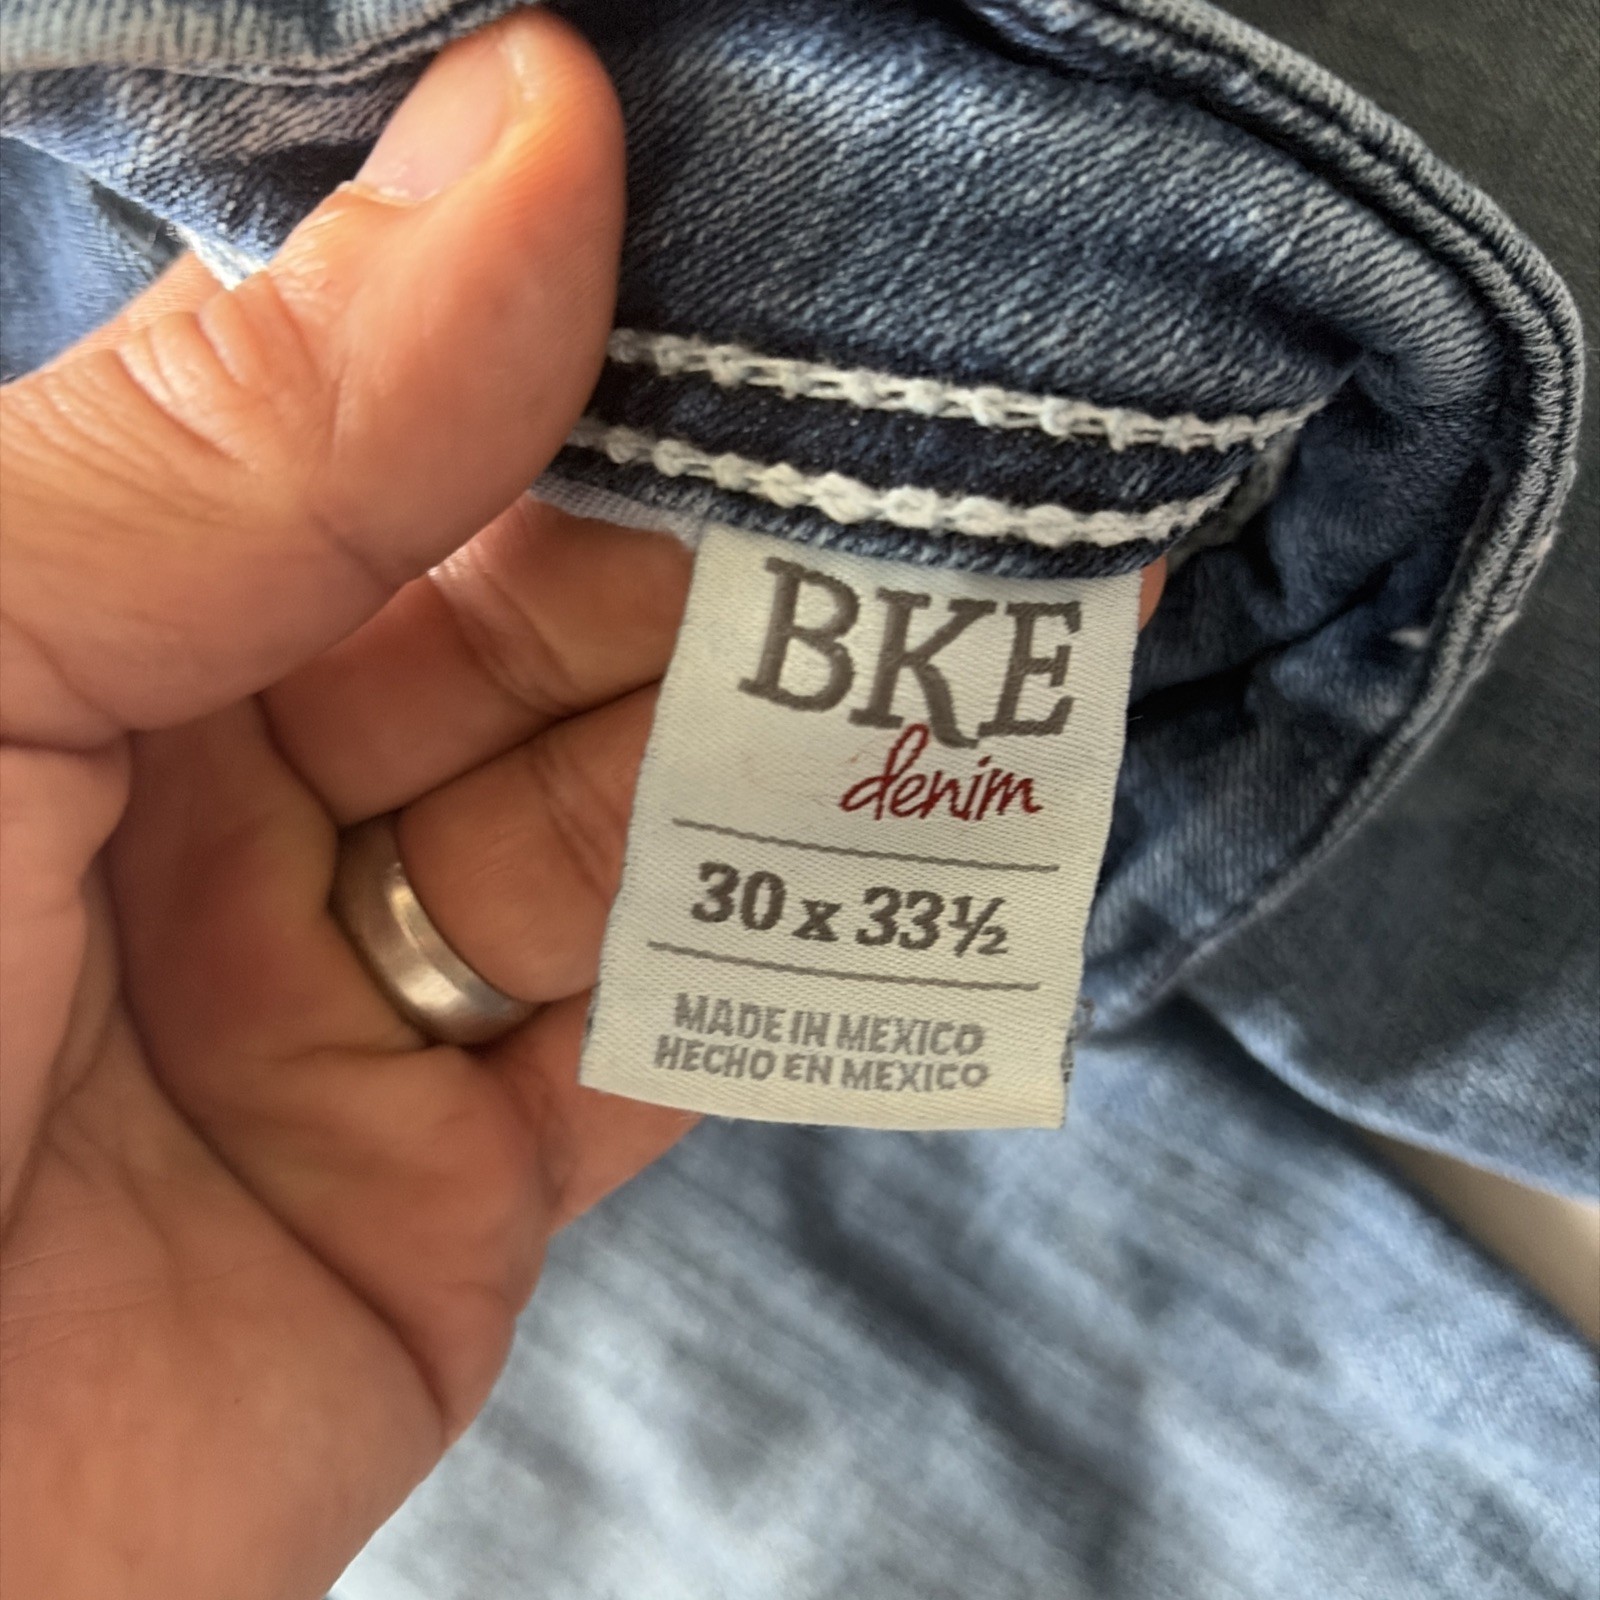 BKE
denim
30 x 33½
MADE IN MEXICO
HECHO EN MEXICO